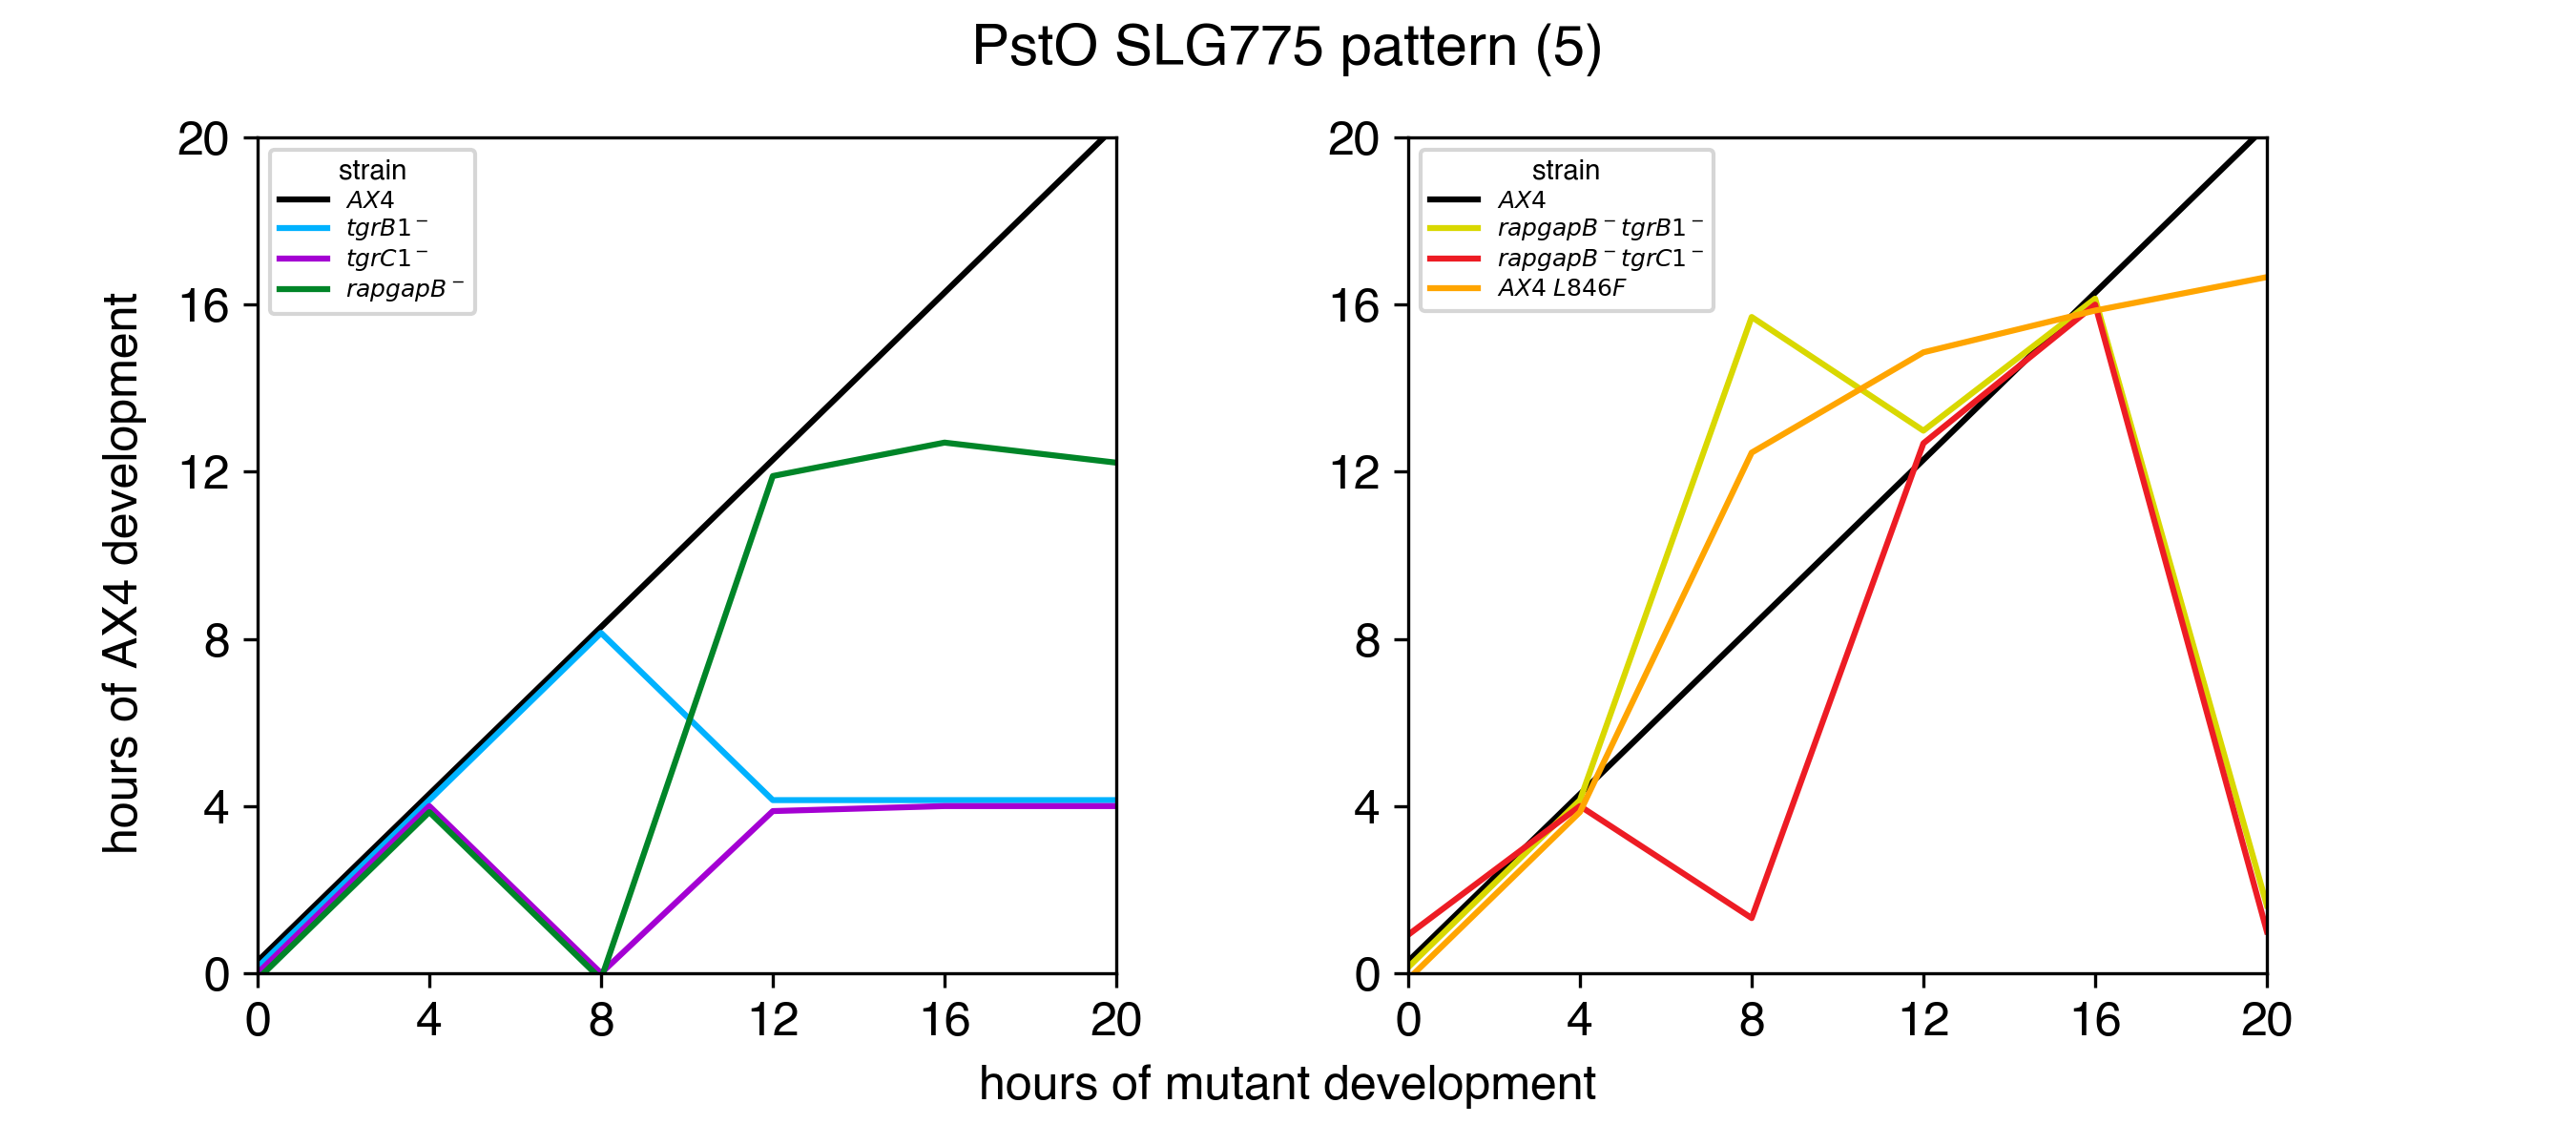 PstO SLG775 pattern (5)
hours of AX4 development
20
16
12
8
4
0
strain
AX4
tgrB1⁻
tgrC1⁻
rapgapB⁻
0 4 8 12 16 20
20
16
12
8
4
0
strain
AX4
rapgapB⁻tgrB1⁻
rapgapB⁻tgrC1⁻
AX4 L846F
0 4 8 12 16 20
hours of mutant development